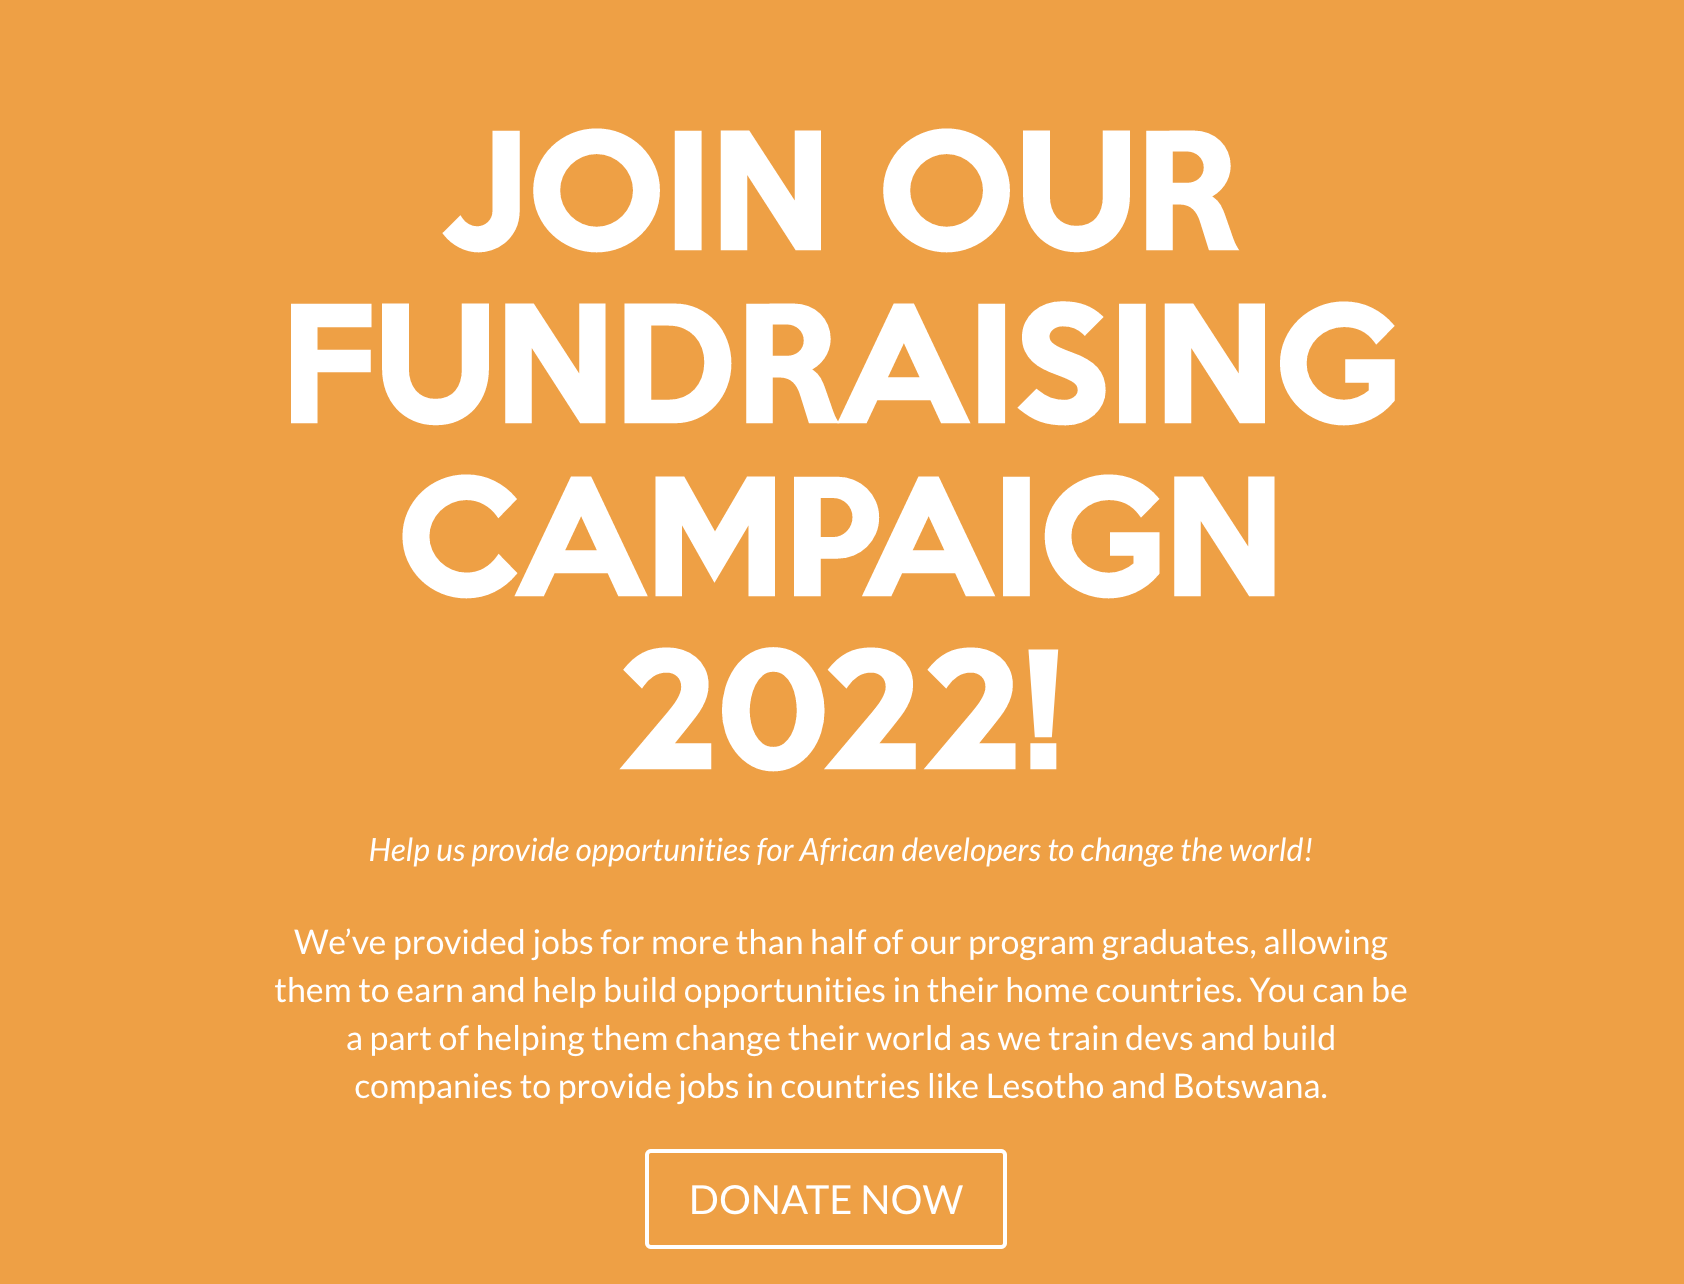 JOIN OUR
FUNDRAISING
CAMPAIGN
2022!
Help us provide opportunities for African developers to change the world!
We’ve provided jobs for more than half of our program graduates, allowing
them to earn and help build opportunities in their home countries. You can be
a part of helping them change their world as we train devs and build
companies to provide jobs in countries like Lesotho and Botswana.
DONATE NOW